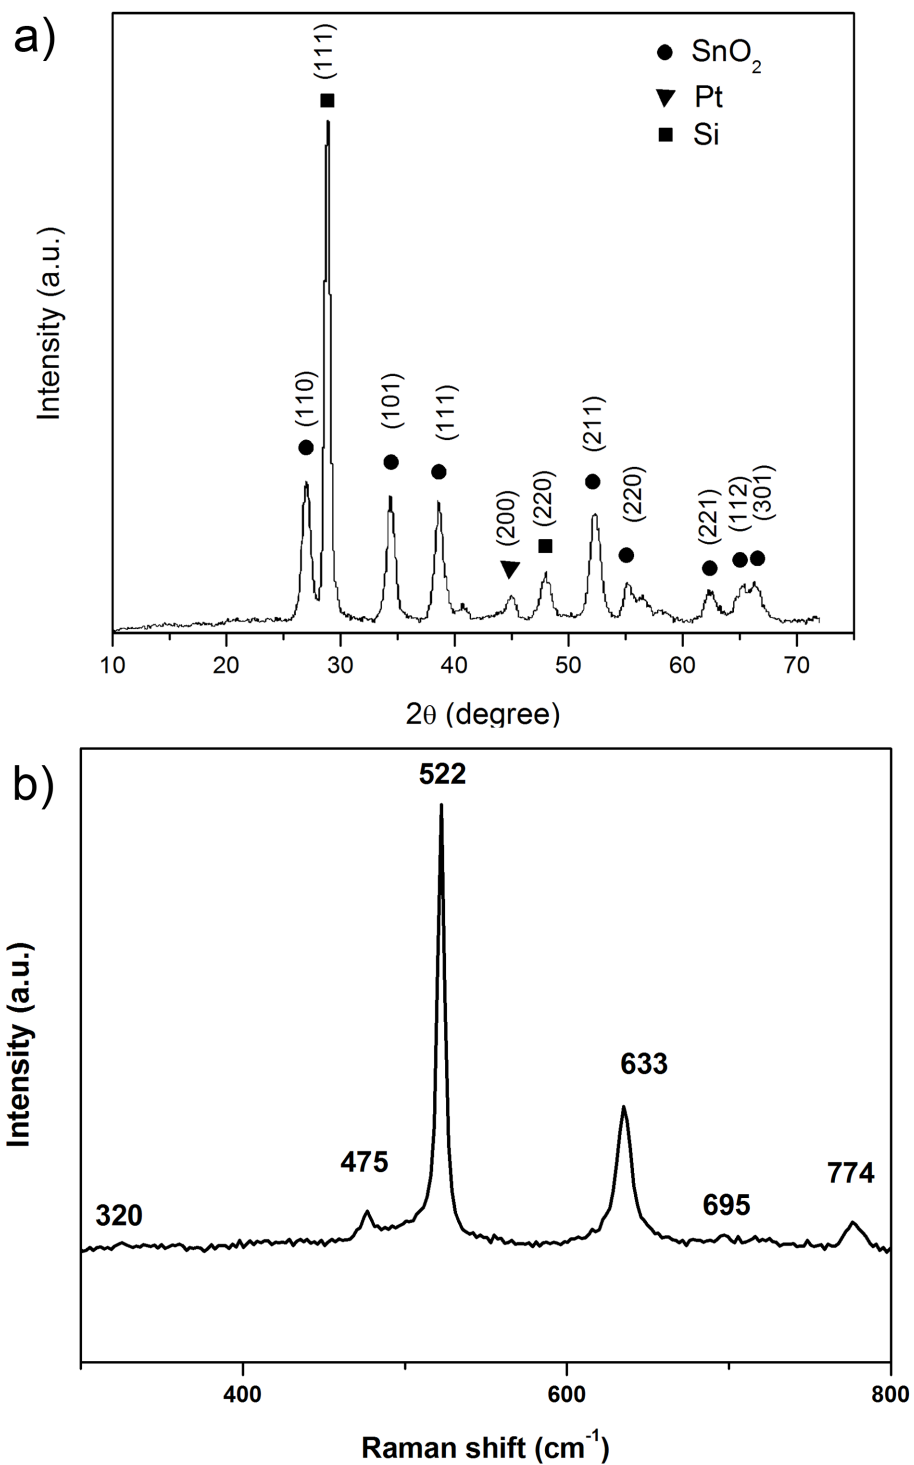 a)
(111)
● SnO₂
▼ Pt
■ Si
Intensity (a.u.)
(110)
(101)
(111)
(200)
(220)
(211)
(220)
(221)
(112)
(301)
10 20 30 40 50 60 70
2θ (degree)
b)
522
633
475
774
695
320
Intensity (a.u.)
400 600 800
Raman shift (cm⁻¹)